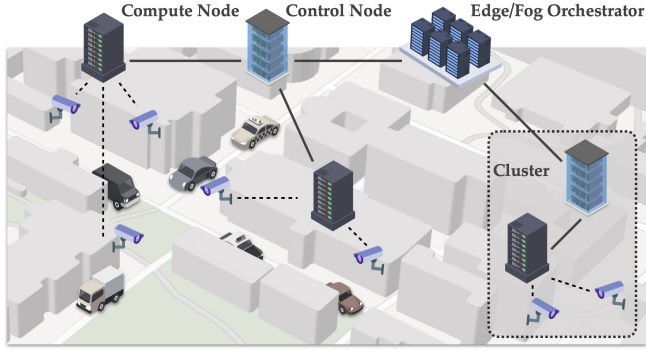 Compute Node
Control Node
Edge/Fog Orchestrator
Cluster